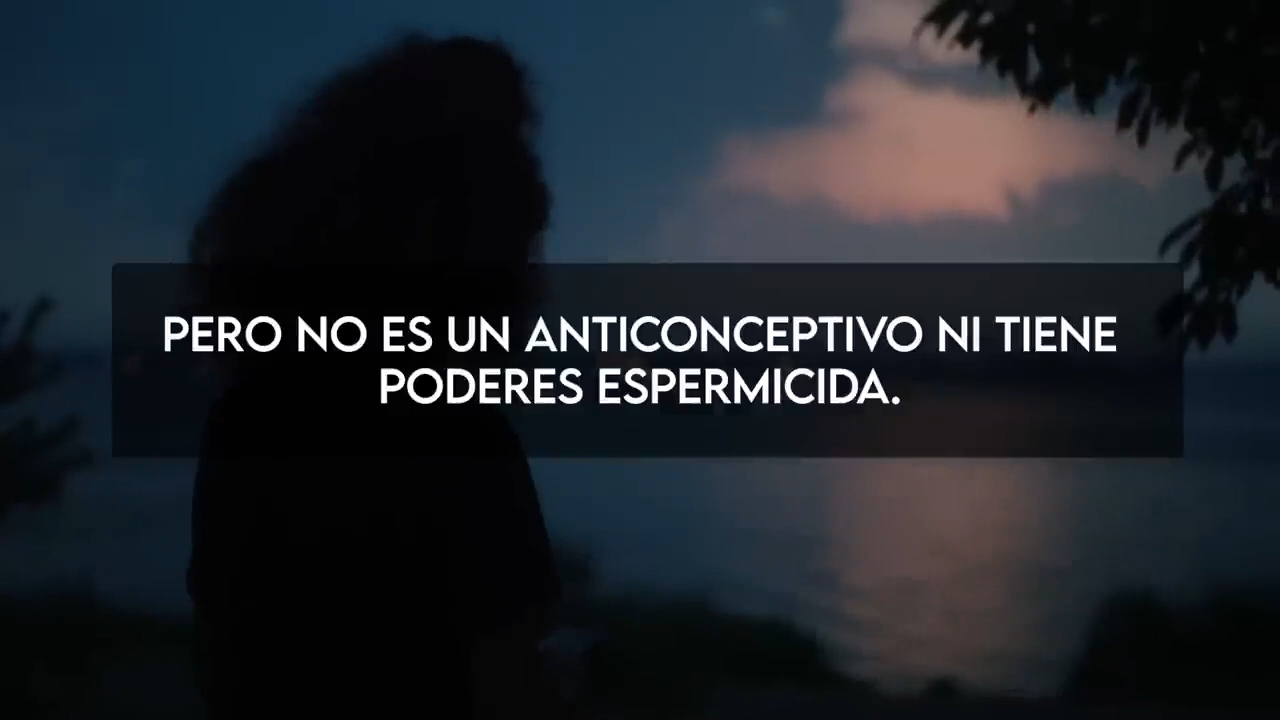 PERO NO ES UN ANTICONCEPTIVO NI TIENE
PODERES ESPERMICIDA.